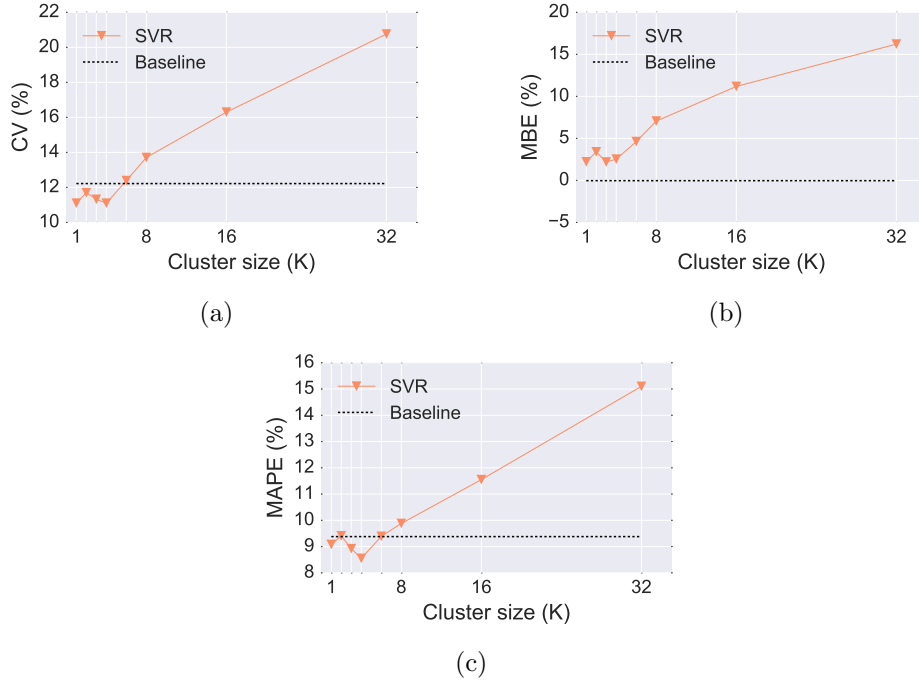 22
20
18
16
14
12
10
CV (%)
SVR
Baseline
1 8 16 32
Cluster size (K)
(a)
20
15
10
5
0
−5
MBE (%)
SVR
Baseline
1 8 16 32
Cluster size (K)
(b)
16
15
14
13
12
11
10
9
8
MAPE (%)
SVR
Baseline
1 8 16 32
Cluster size (K)
(c)